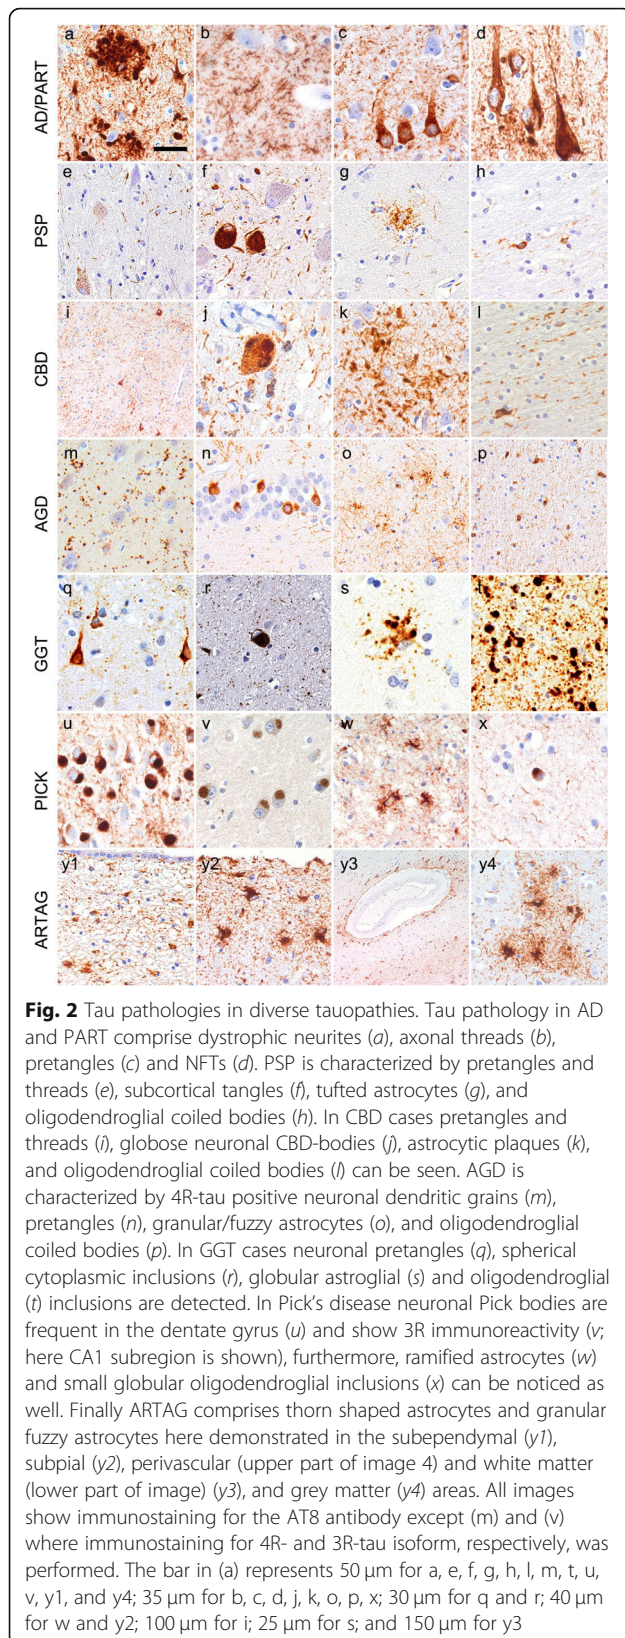 a b c d
AD/PART
e f g h
PSP
i j k l
CBD
m n o p
AGD
q r s t
GGT
u v w x
PICK
y1 y2 y3 y4
ARTAG
Fig. 2 Tau pathologies in diverse tauopathies. Tau pathology in AD
and PART comprise dystrophic neurites (a), axonal threads (b),
pretangles (c) and NFTs (d). PSP is characterized by pretangles and
threads (e), subcortical tangles (f), tufted astrocytes (g), and
oligodendroglial coiled bodies (h). In CBD cases pretangles and
threads (i), globose neuronal CBD-bodies (j), astrocytic plaques (k),
and oligodendroglial coiled bodies (l) can be seen. AGD is
characterized by 4R-tau positive neuronal dendritic grains (m),
pretangles (n), granular/fuzzy astrocytes (o), and oligodendroglial
coiled bodies (p). In GGT cases neuronal pretangles (q), spherical
cytoplasmic inclusions (r), globular astroglial (s) and oligodendroglial
(t) inclusions are detected. In Pick's disease neuronal Pick bodies are
frequent in the dentate gyrus (u) and show 3R immunoreactivity (v;
here CA1 subregion is shown), furthermore, ramified astrocytes (w)
and small globular oligodendroglial inclusions (x) can be noticed as
well. Finally ARTAG comprises thorn shaped astrocytes and granular
fuzzy astrocytes here demonstrated in the subependymal (y1),
subpial (y2), perivascular (upper part of image 4) and white matter
(lower part of image) (y3), and grey matter (y4) areas. All images
show immunostaining for the AT8 antibody except (m) and (v)
where immunostaining for 4R- and 3R-tau isoform, respectively, was
performed. The bar in (a) represents 50 μm for a, e, f, g, h, l, m, t, u,
v, y1, and y4; 35 μm for b, c, d, j, k, o, p, x; 30 μm for q and r; 40 μm
for w and y2; 100 μm for i; 25 μm for s; and 150 μm for y3